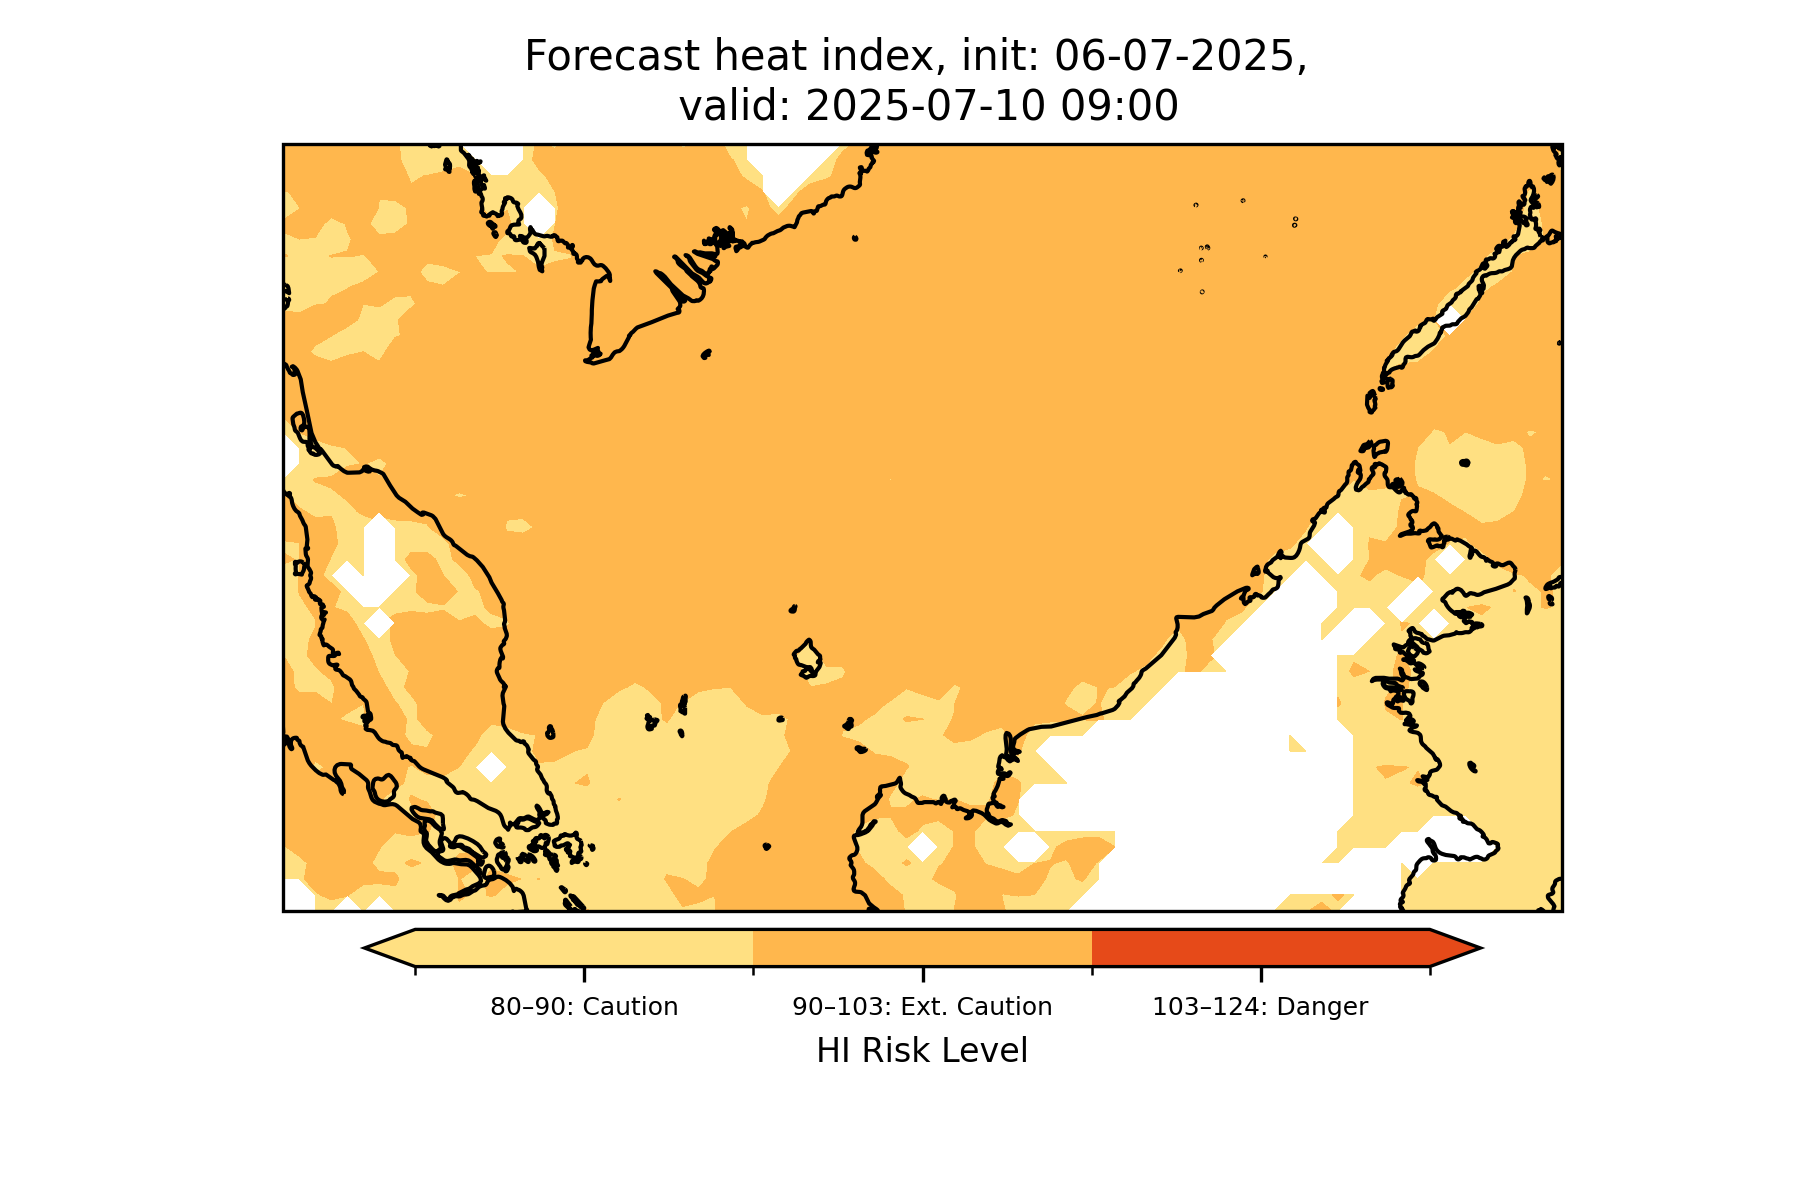 Forecast heat index, init: 06-07-2025,
valid: 2025-07-10 09:00
80–90: Caution
90–103: Ext. Caution
103–124: Danger
HI Risk Level